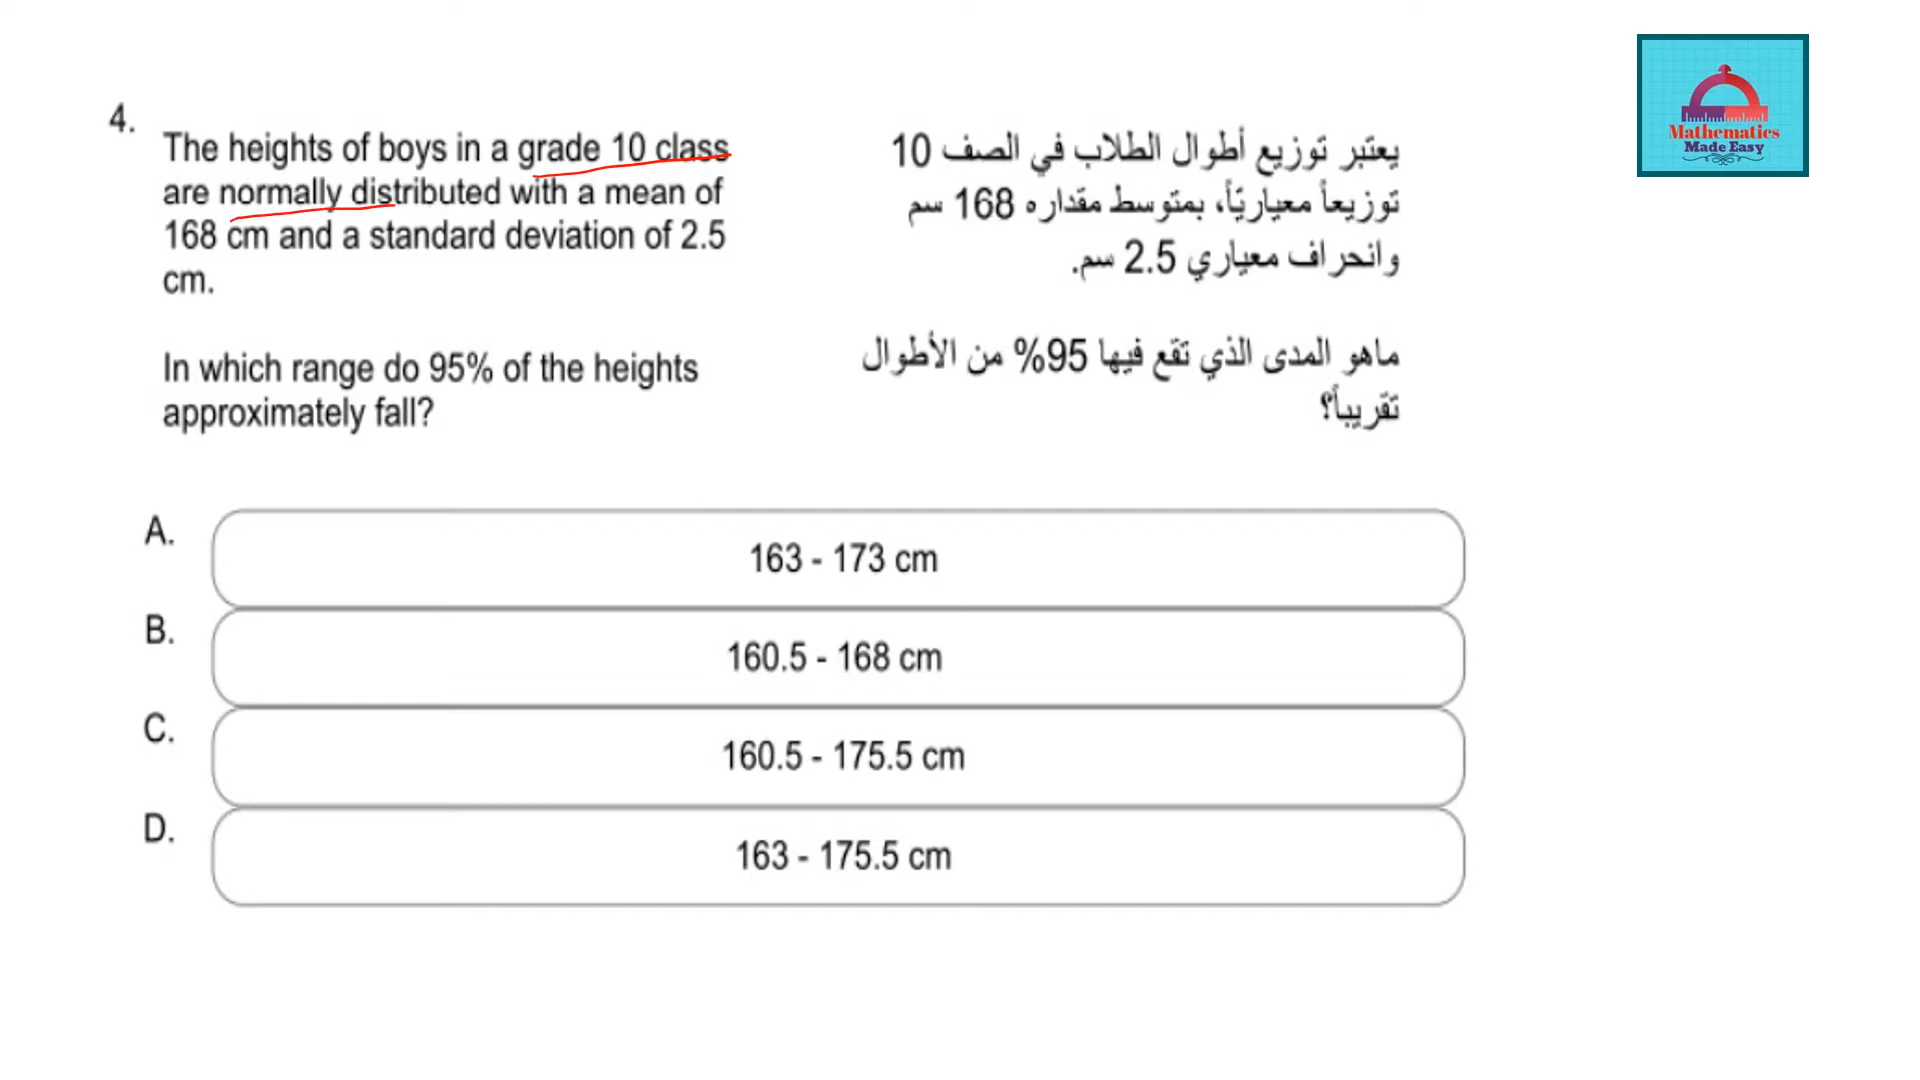 4.
The heights of boys in a grade 10 class
are normally distributed with a mean of
168 cm and a standard deviation of 2.5
cm.
In which range do 95% of the heights
approximately fall?
يعتبر توزيع أطوال الطلاب في الصف 10
توزيعاً معياريّاً، بمتوسط مقداره 168 سم
وانحراف معياري 2.5 سم.
ماهو المدى الذي تقع فيها 95% من الأطوال
تقريباً؟
A.
163 - 173 cm
B.
160.5 - 168 cm
C.
160.5 - 175.5 cm
D.
163 - 175.5 cm
Mathematics
Made Easy